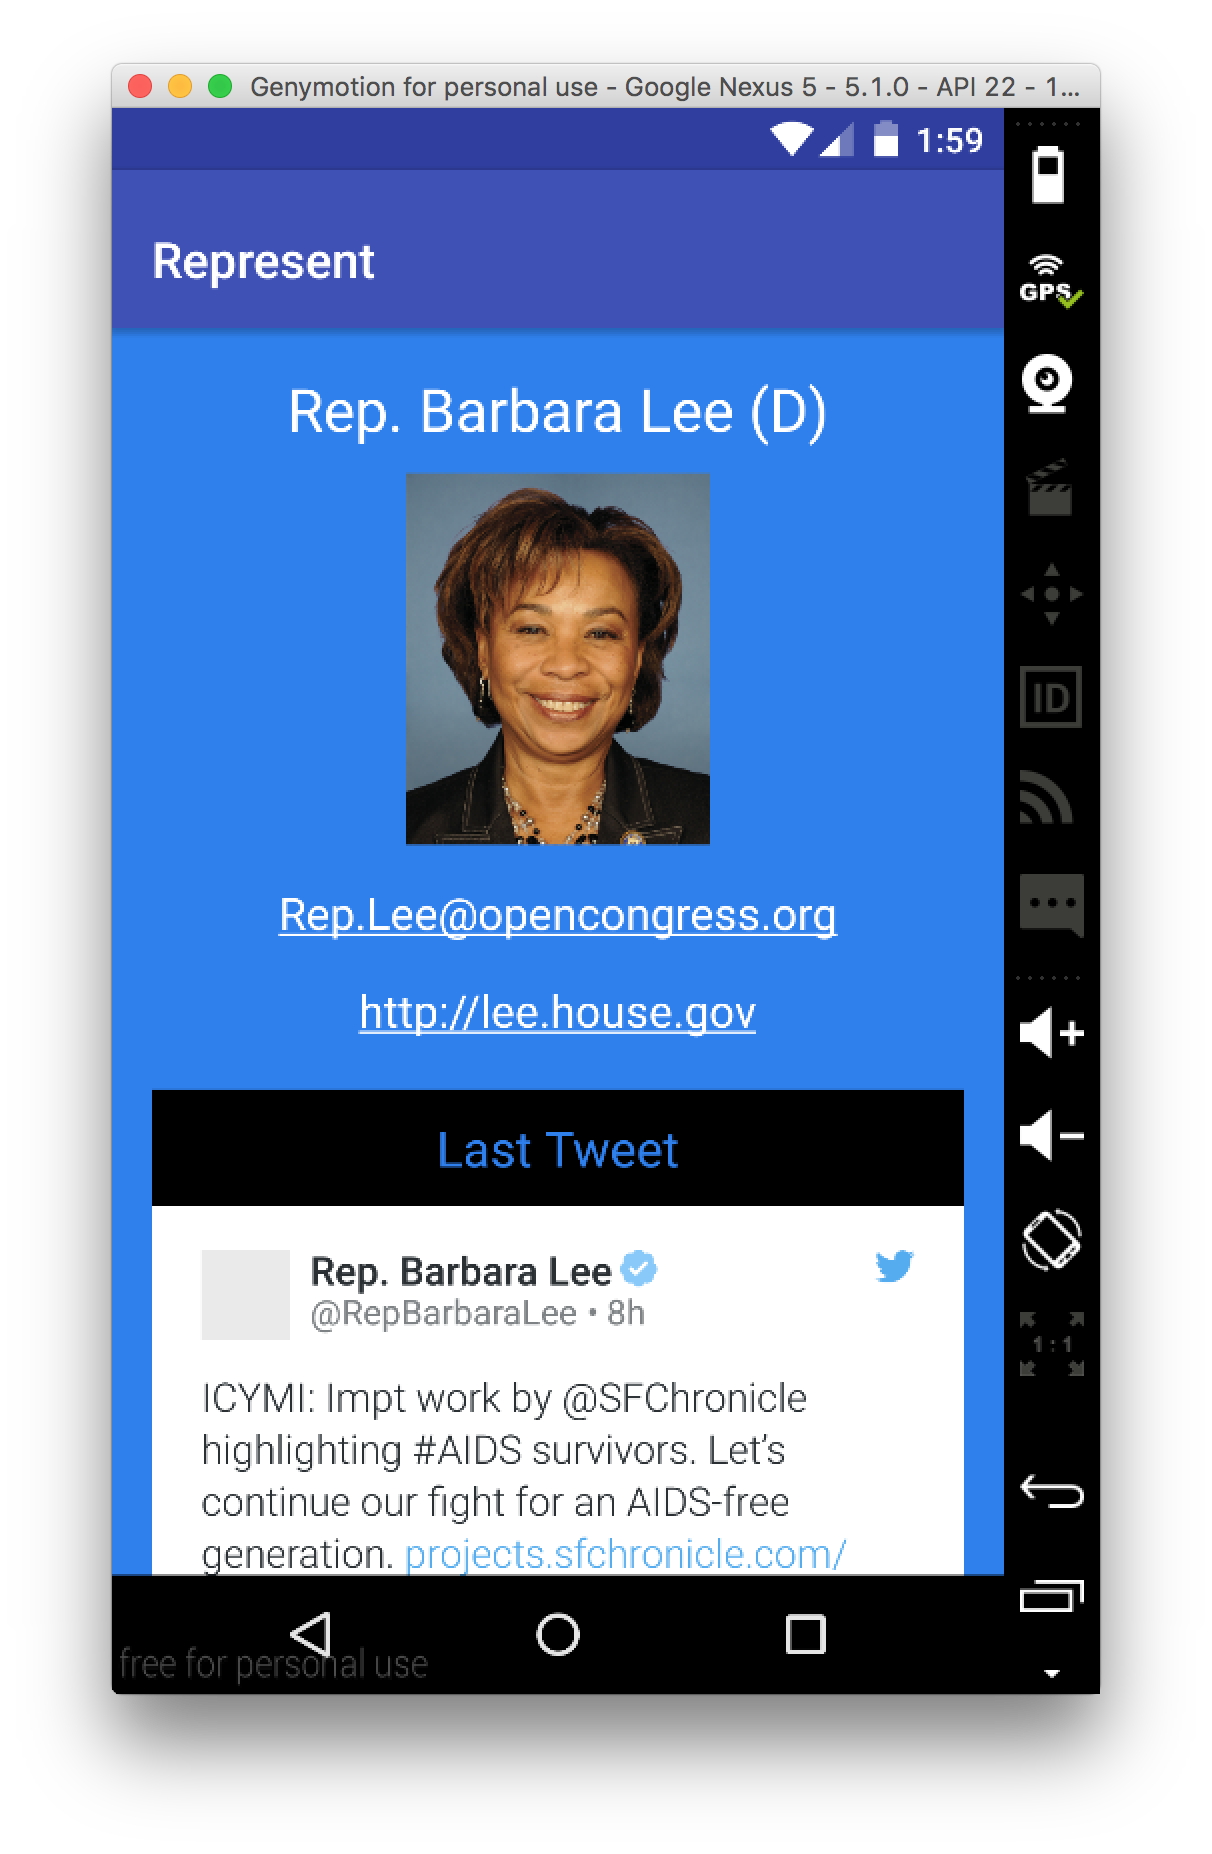 Genymotion for personal use - Google Nexus 5 - 5.1.0 - API 22 - 1...
1:59
Represent
GPS
Rep. Barbara Lee (D)
ID
Rep.Lee@opencongress.org
http://lee.house.gov
Last Tweet
Rep. Barbara Lee
@RepBarbaraLee • 8h
ICYMI: Impt work by @SFChronicle
highlighting #AIDS survivors. Let’s
continue our fight for an AIDS-free
generation. projects.sfchronicle.com/
1:1
free for personal use